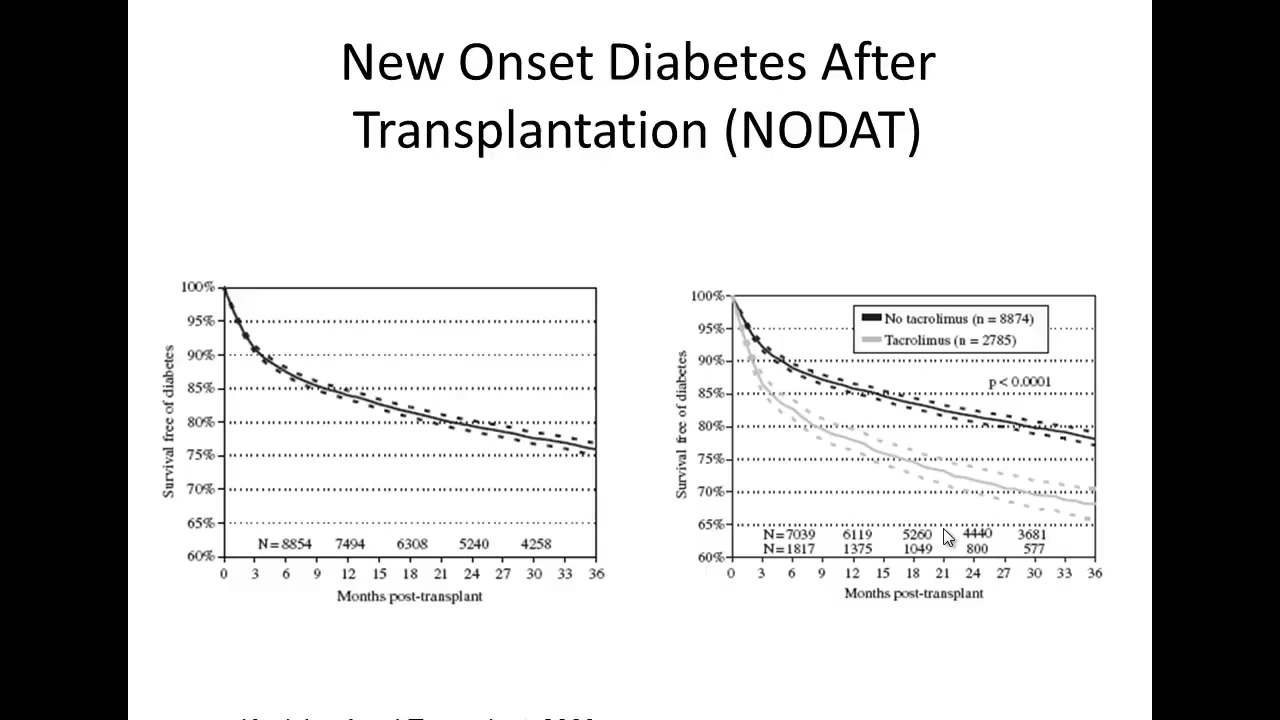 New Onset Diabetes After
Transplantation (NODAT)
Survival free of diabetes
100%
95%
90%
85%
80%
75%
70%
65%
60%
N = 8854 7494 6308 5240 4258
0 3 6 9 12 15 18 21 24 27 30 33 36
Months post-transplant
Survival free of diabetes
100%
95%
90%
85%
80%
75%
70%
65%
60%
No tacrolimus (n = 8874)
Tacrolimus (n = 2785)
p < 0.0001
N = 7039 6119 5260 4440 3681
N = 1817 1375 1049 800 577
0 3 6 9 12 15 18 21 24 27 30 33 36
Months post-transplant